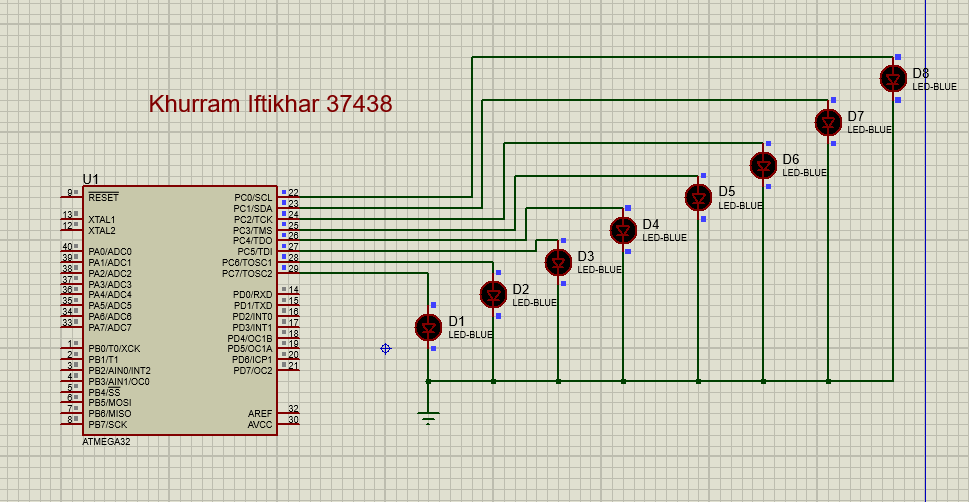 Khurram Iftikhar 37438
D8
LED-BLUE
D7
LED-BLUE
D6
LED-BLUE
D5
LED-BLUE
D4
LED-BLUE
D3
LED-BLUE
D2
LED-BLUE
D1
LED-BLUE
U1
9 RESET PC0/SCL 22
PC1/SDA 23
13 XTAL1 PC2/TCK 24
12 XTAL2 PC3/TMS 25
PC4/TDO 26
40 PA0/ADC0 PC5/TDI 27
39 PA1/ADC1 PC6/TOSC1 28
38 PA2/ADC2 PC7/TOSC2 29
37 PA3/ADC3
36 PA4/ADC4 PD0/RXD 14
35 PA5/ADC5 PD1/TXD 15
34 PA6/ADC6 PD2/INT0 16
33 PA7/ADC7 PD3/INT1 17
PD4/OC1B 18
1 PB0/T0/XCK PD5/OC1A 19
2 PB1/T1 PD6/ICP1 20
3 PB2/AIN0/INT2 PD7/OC2 21
4 PB3/AIN1/OC0
5 PB4/SS
6 PB5/MOSI
7 PB6/MISO AREF 32
8 PB7/SCK AVCC 30
ATMEGA32